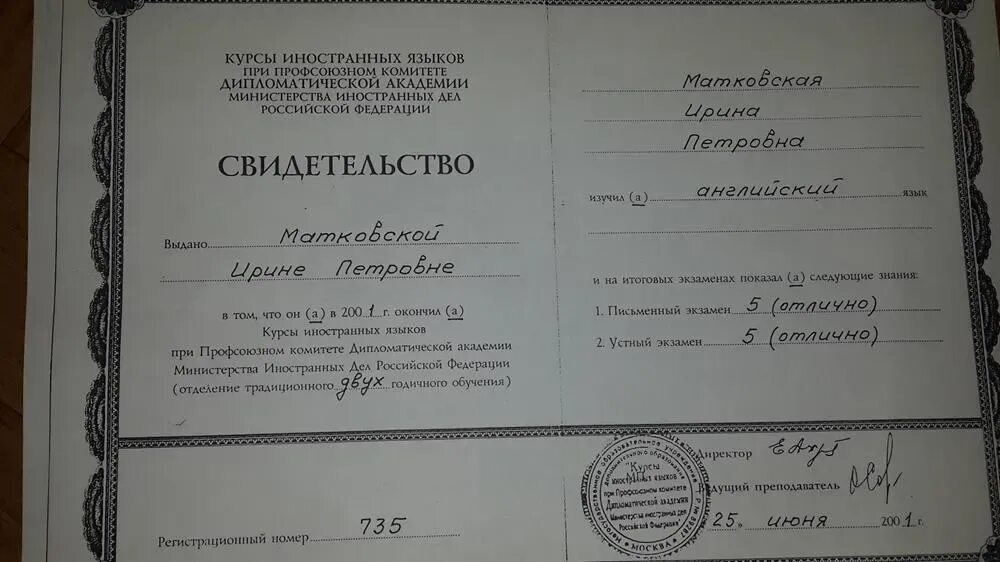 КУРСЫ ИНОСТРАННЫХ ЯЗЫКОВ
ПРИ ПРОФСОЮЗНОМ КОМИТЕТЕ
ДИПЛОМАТИЧЕСКОЙ АКАДЕМИИ
МИНИСТЕРСТВА ИНОСТРАННЫХ ДЕЛ
РОССИЙСКОЙ ФЕДЕРАЦИИ
СВИДЕТЕЛЬСТВО
Выдано Матковской
Ирине Петровне
в том, что он (а) в 2001 г. окончил (а)
Курсы иностранных языков
при Профсоюзном комитете Дипломатической академии
Министерства Иностранных Дел Российской Федерации
(отделение традиционного двух годичного обучения)
Регистрационный номер 735
Матковская
Ирина
Петровна
изучил (а) английский язык
и на итоговых экзаменах показал (а) следующие знания:
1. Письменный экзамен 5 (отлично)
2. Устный экзамен 5 (отлично)
Директор
Ведущий преподаватель
25 июня 2001 г.
"Курсы
иностранных языков"
при Профсоюзном комитете
Дипломатической академии
Министерства иностранных дел
Российской Федерации"
МОСКВА